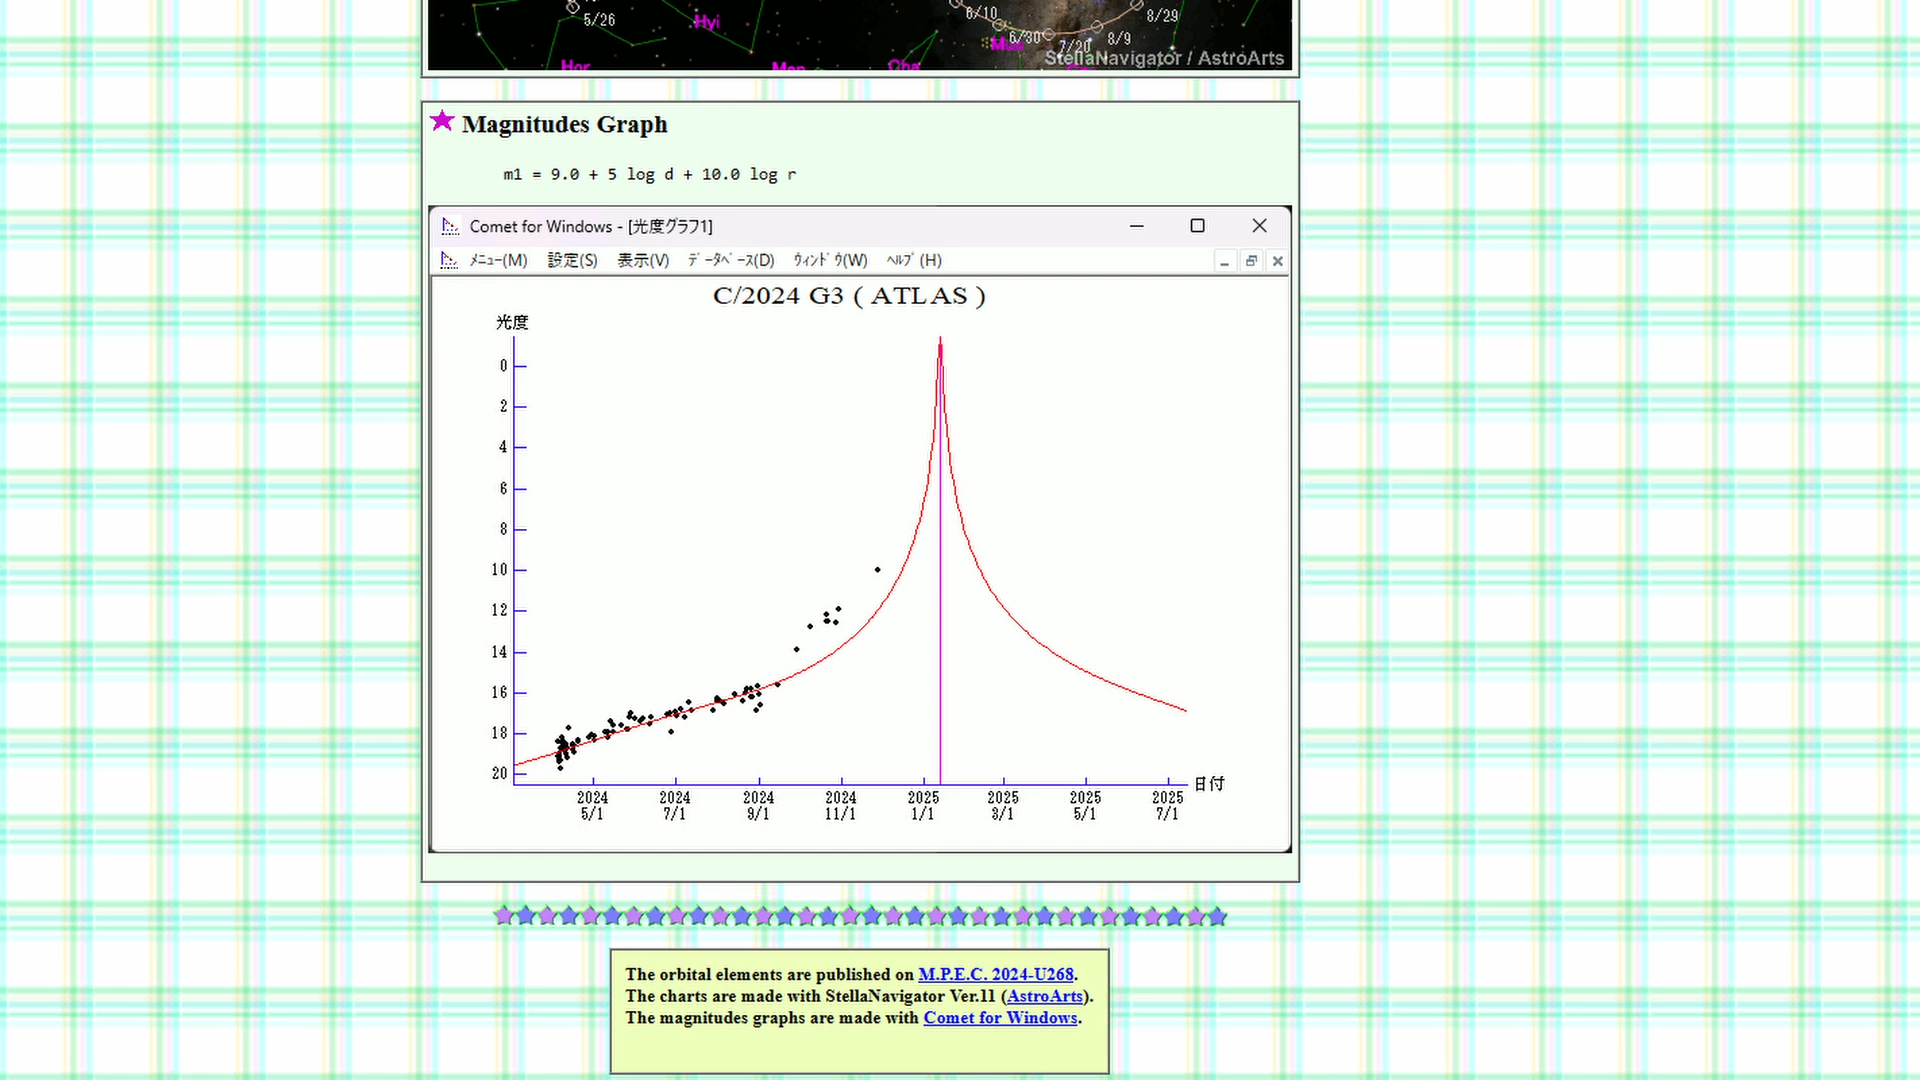 5/26
Hyi
6/10
6/30
7/20
8/9
8/29
Mus
Hor
Men
Cha
StellaNavigator / AstroArts
Magnitudes Graph
m1 = 9.0 + 5 log d + 10.0 log r
Comet for Windows - [光度グラフ1]
ﾒﾆｭｰ(M) 設定(S) 表示(V) ﾃﾞｰﾀﾍﾞｰｽ(D) ｳｨﾝﾄﾞｳ(W) ﾍﾙﾌﾟ(H)
C/2024 G3 ( ATLAS )
光度
0
2
4
6
8
10
12
14
16
18
20
日付
2024 2024 2024 2024 2025 2025 2025 2025
5/1 7/1 9/1 11/1 1/1 3/1 5/1 7/1
The orbital elements are published on M.P.E.C. 2024-U268.
The charts are made with StellaNavigator Ver.11 (AstroArts).
The magnitudes graphs are made with Comet for Windows.